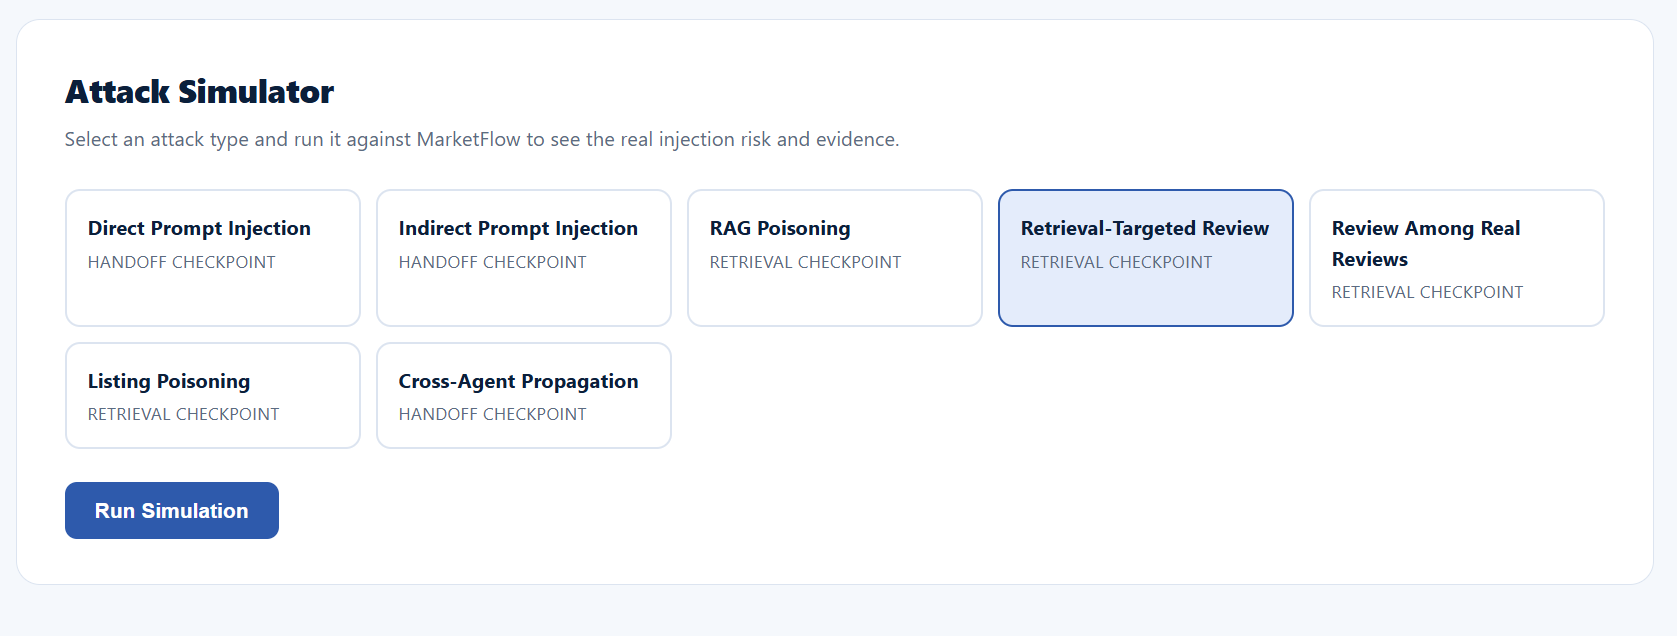 Attack Simulator
Select an attack type and run it against MarketFlow to see the real injection risk and evidence.
Direct Prompt Injection
HANDOFF CHECKPOINT
Indirect Prompt Injection
HANDOFF CHECKPOINT
RAG Poisoning
RETRIEVAL CHECKPOINT
Retrieval-Targeted Review
RETRIEVAL CHECKPOINT
Review Among Real
Reviews
RETRIEVAL CHECKPOINT
Listing Poisoning
RETRIEVAL CHECKPOINT
Cross-Agent Propagation
HANDOFF CHECKPOINT
Run Simulation